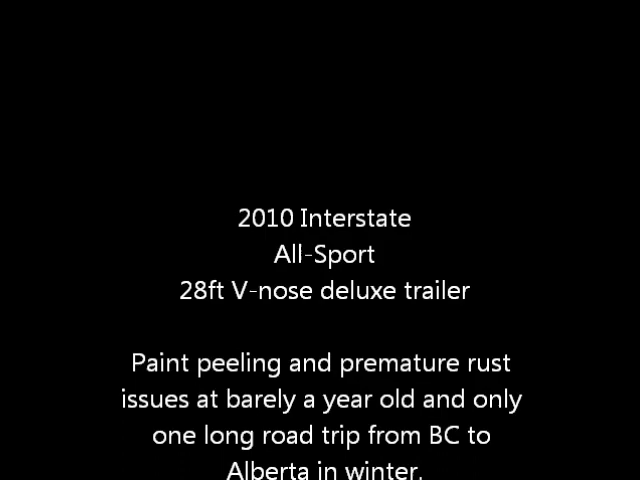 2010 Interstate
All-Sport
28ft V-nose deluxe trailer
Paint peeling and premature rust
issues at barely a year old and only
one long road trip from BC to
Alberta in winter.